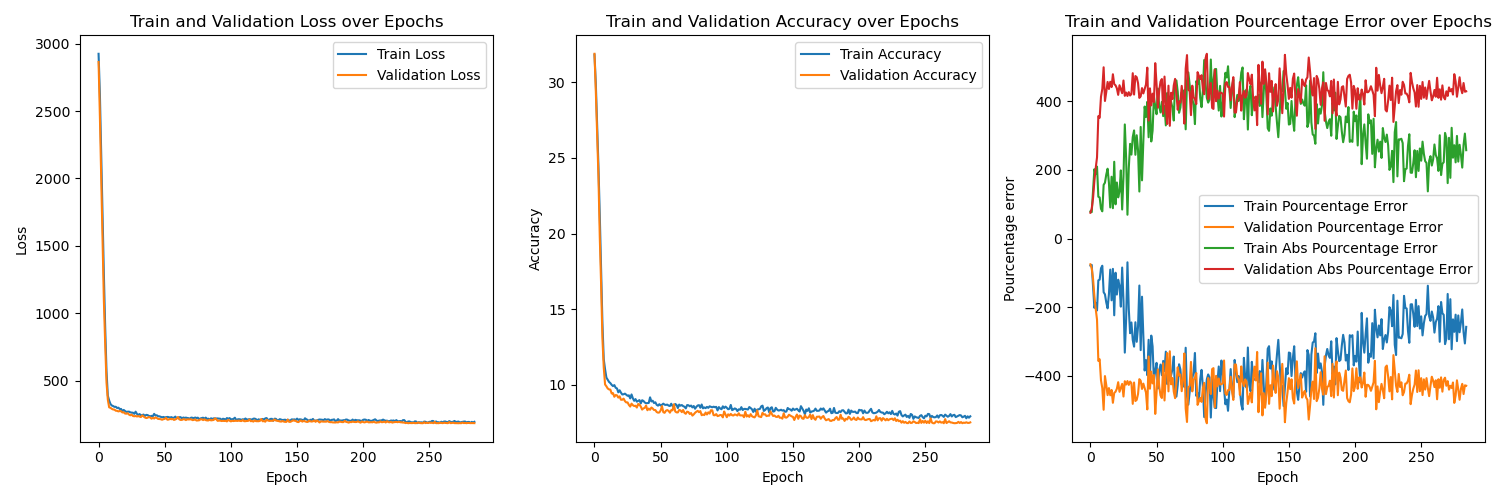 Train and Validation Loss over Epochs
Train Loss
Validation Loss
3000
2500
2000
1500
1000
500
Loss
0
50
100
150
200
250
Epoch
Train and Validation Accuracy over Epochs
Train Accuracy
Validation Accuracy
30
25
20
15
10
Accuracy
0
50
100
150
200
250
Epoch
Train and Validation Pourcentage Error over Epochs
400
200
0
−200
−400
Pourcentage error
Train Pourcentage Error
Validation Pourcentage Error
Train Abs Pourcentage Error
Validation Abs Pourcentage Error
0
50
100
150
200
250
Epoch